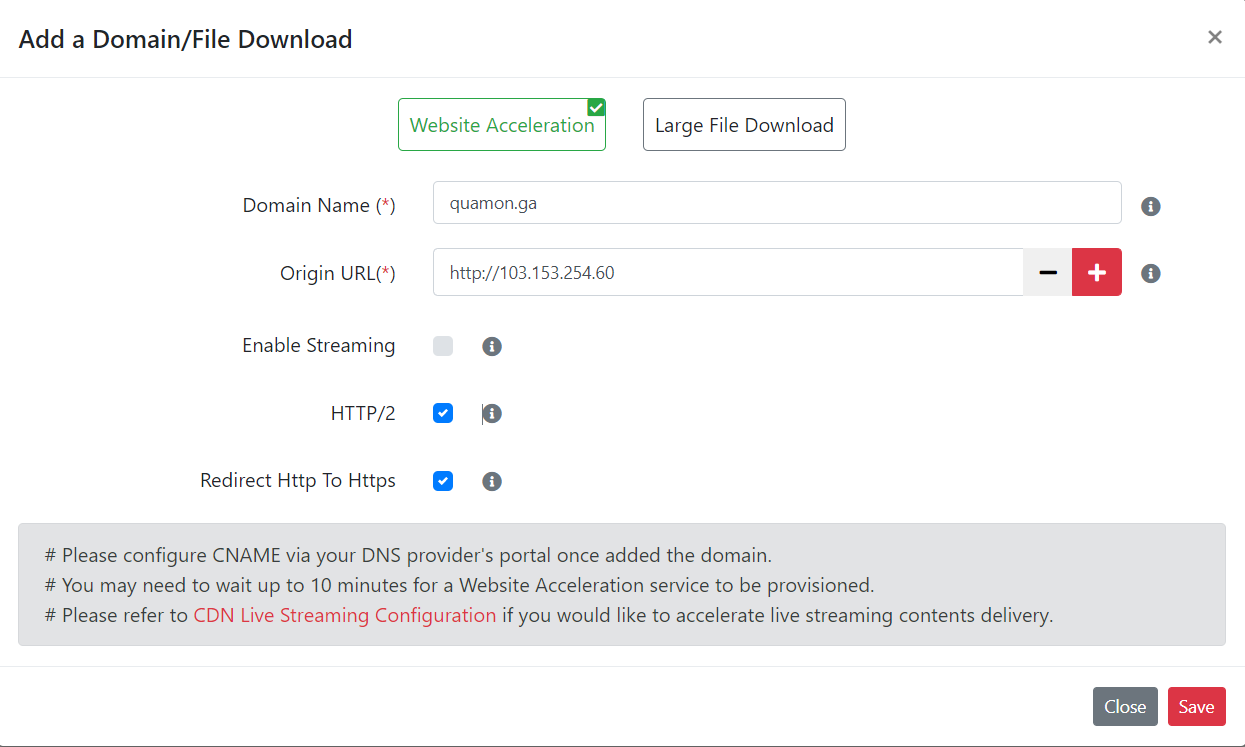 Add a Domain/File Download
Website Acceleration
Large File Download
Domain Name (*)
quamon.ga
Origin URL(*)
http://103.153.254.60
Enable Streaming
HTTP/2
Redirect Http To Https
# Please configure CNAME via your DNS provider's portal once added the domain.
# You may need to wait up to 10 minutes for a Website Acceleration service to be provisioned.
# Please refer to CDN Live Streaming Configuration if you would like to accelerate live streaming contents delivery.
Close
Save